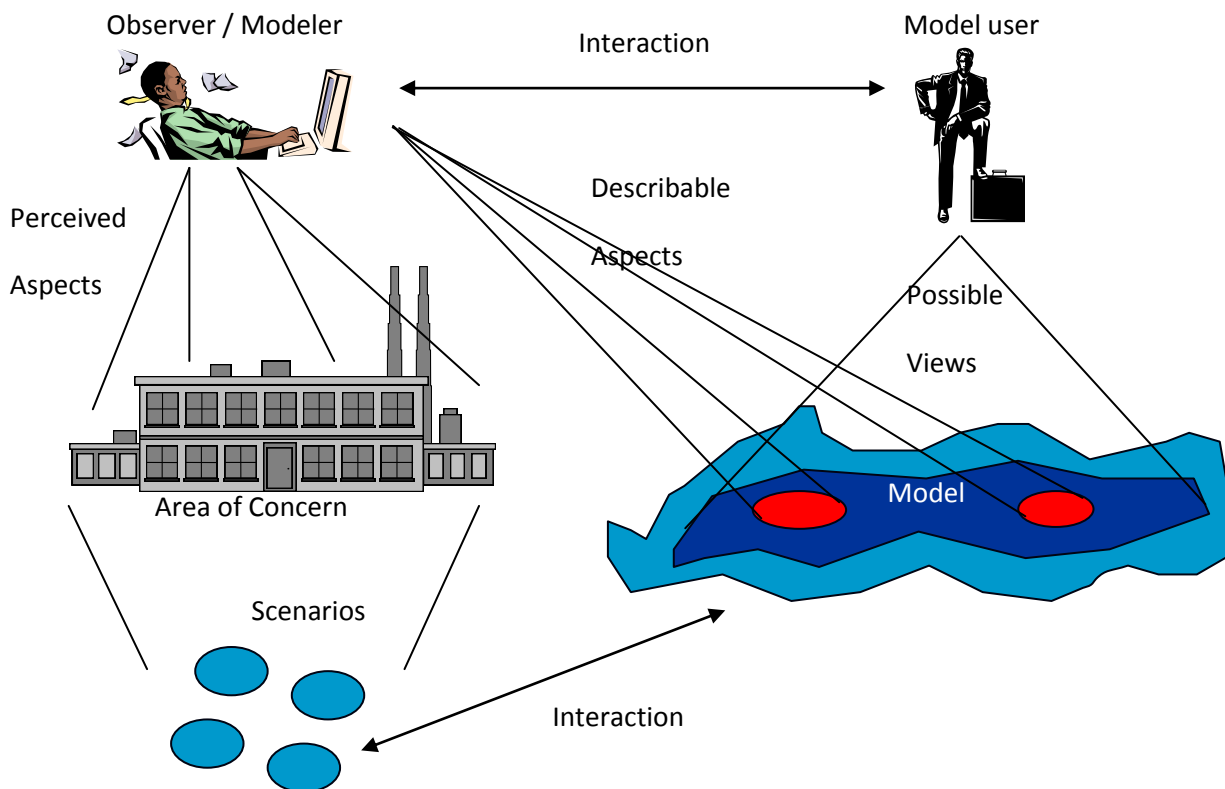 Observer / Modeler
Interaction
Model user
Perceived
Aspects
Describable
Aspects
Possible
Views
Area of Concern
Model
Scenarios
Interaction